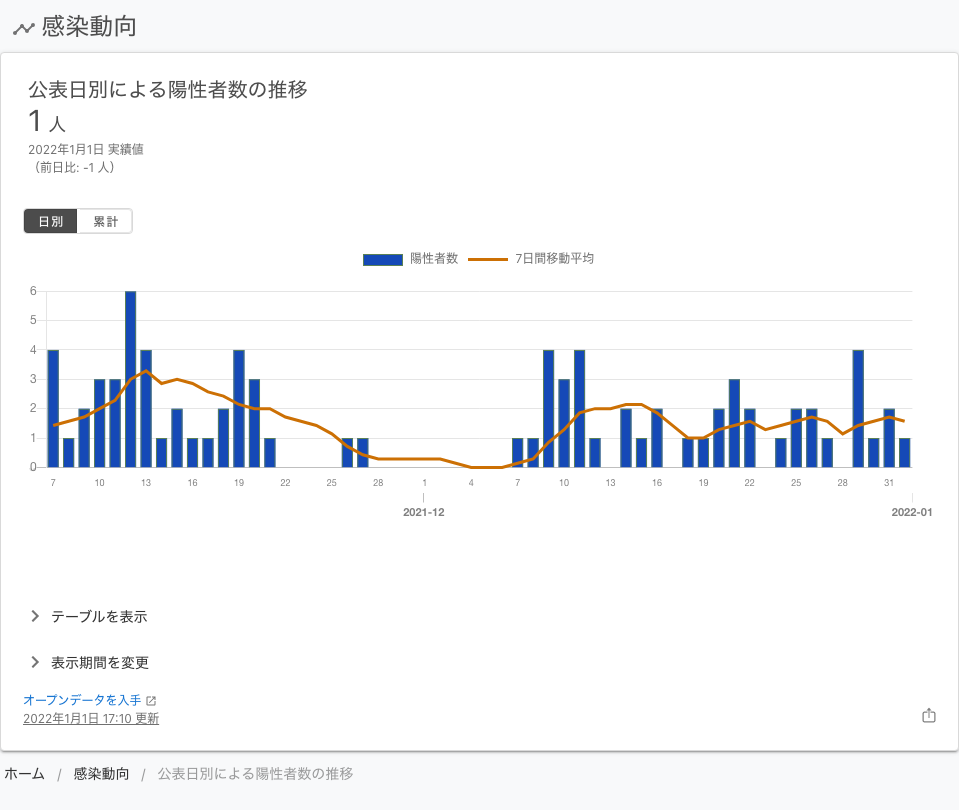 感染動向
公表日別による陽性者数の推移
1 人
2022年1月1日 実績値
（前日比: -1 人）
日別 累計
陽性者数 7日間移動平均
6
5
4
3
2
1
0
7 10 13 16 19 22 25 28 1 4 7 10 13 16 19 22 25 28 31
2021-12 2022-01
テーブルを表示
表示期間を変更
オープンデータを入手
2022年1月1日 17:10 更新
ホーム / 感染動向 / 公表日別による陽性者数の推移